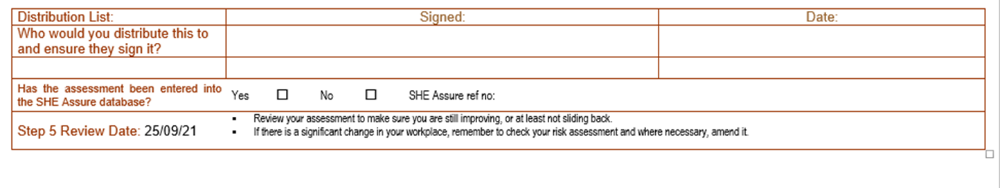 Distribution List: Signed: Date:
Who would you distribute this to
and ensure they sign it?
Has the assessment been entered into
the SHE Assure database?
Yes ☐ No ☐ SHE Assure ref no:
Step 5 Review Date: 25/09/21
▪ Review your assessment to make sure you are still improving, or at least not sliding back.
▪ If there is a significant change in your workplace, remember to check your risk assessment and where necessary, amend it.